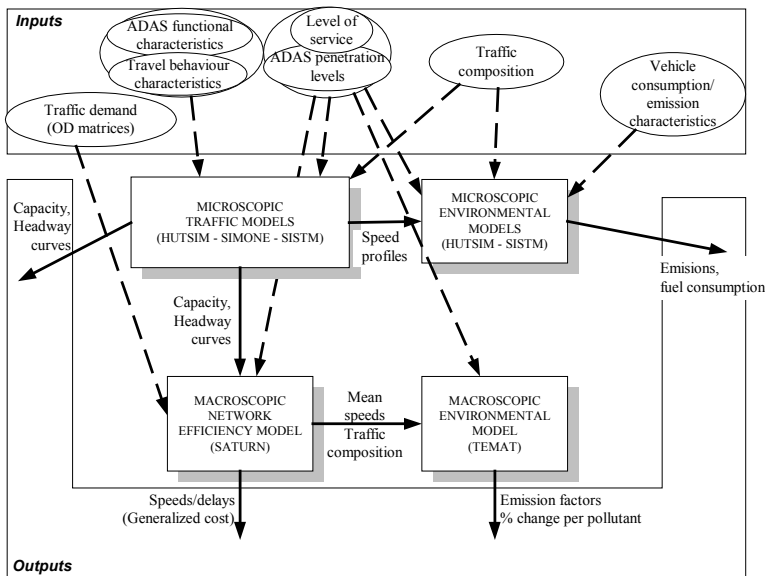 Inputs
ADAS functional
characteristics
Travel behaviour
characteristics
Level of
service
ADAS penetration
levels
Traffic
composition
Vehicle
consumption/
emission
characteristics
Traffic demand
(OD matrices)
Capacity,
Headway
curves
MICROSCOPIC
TRAFFIC MODELS
(HUTSIM - SIMONE - SISTM)
Speed
profiles
MICROSCOPIC
ENVIRONMENTAL
MODELS
(HUTSIM - SISTM)
Emisions,
fuel consumption
Capacity,
Headway
curves
MACROSCOPIC
NETWORK
EFFICIENCY MODEL
(SATURN)
Mean
speeds
Traffic
composition
MACROSCOPIC
ENVIRONMENTAL
MODEL
(TEMAT)
Speeds/delays
(Generalized cost)
Emission factors
% change per pollutant
Outputs